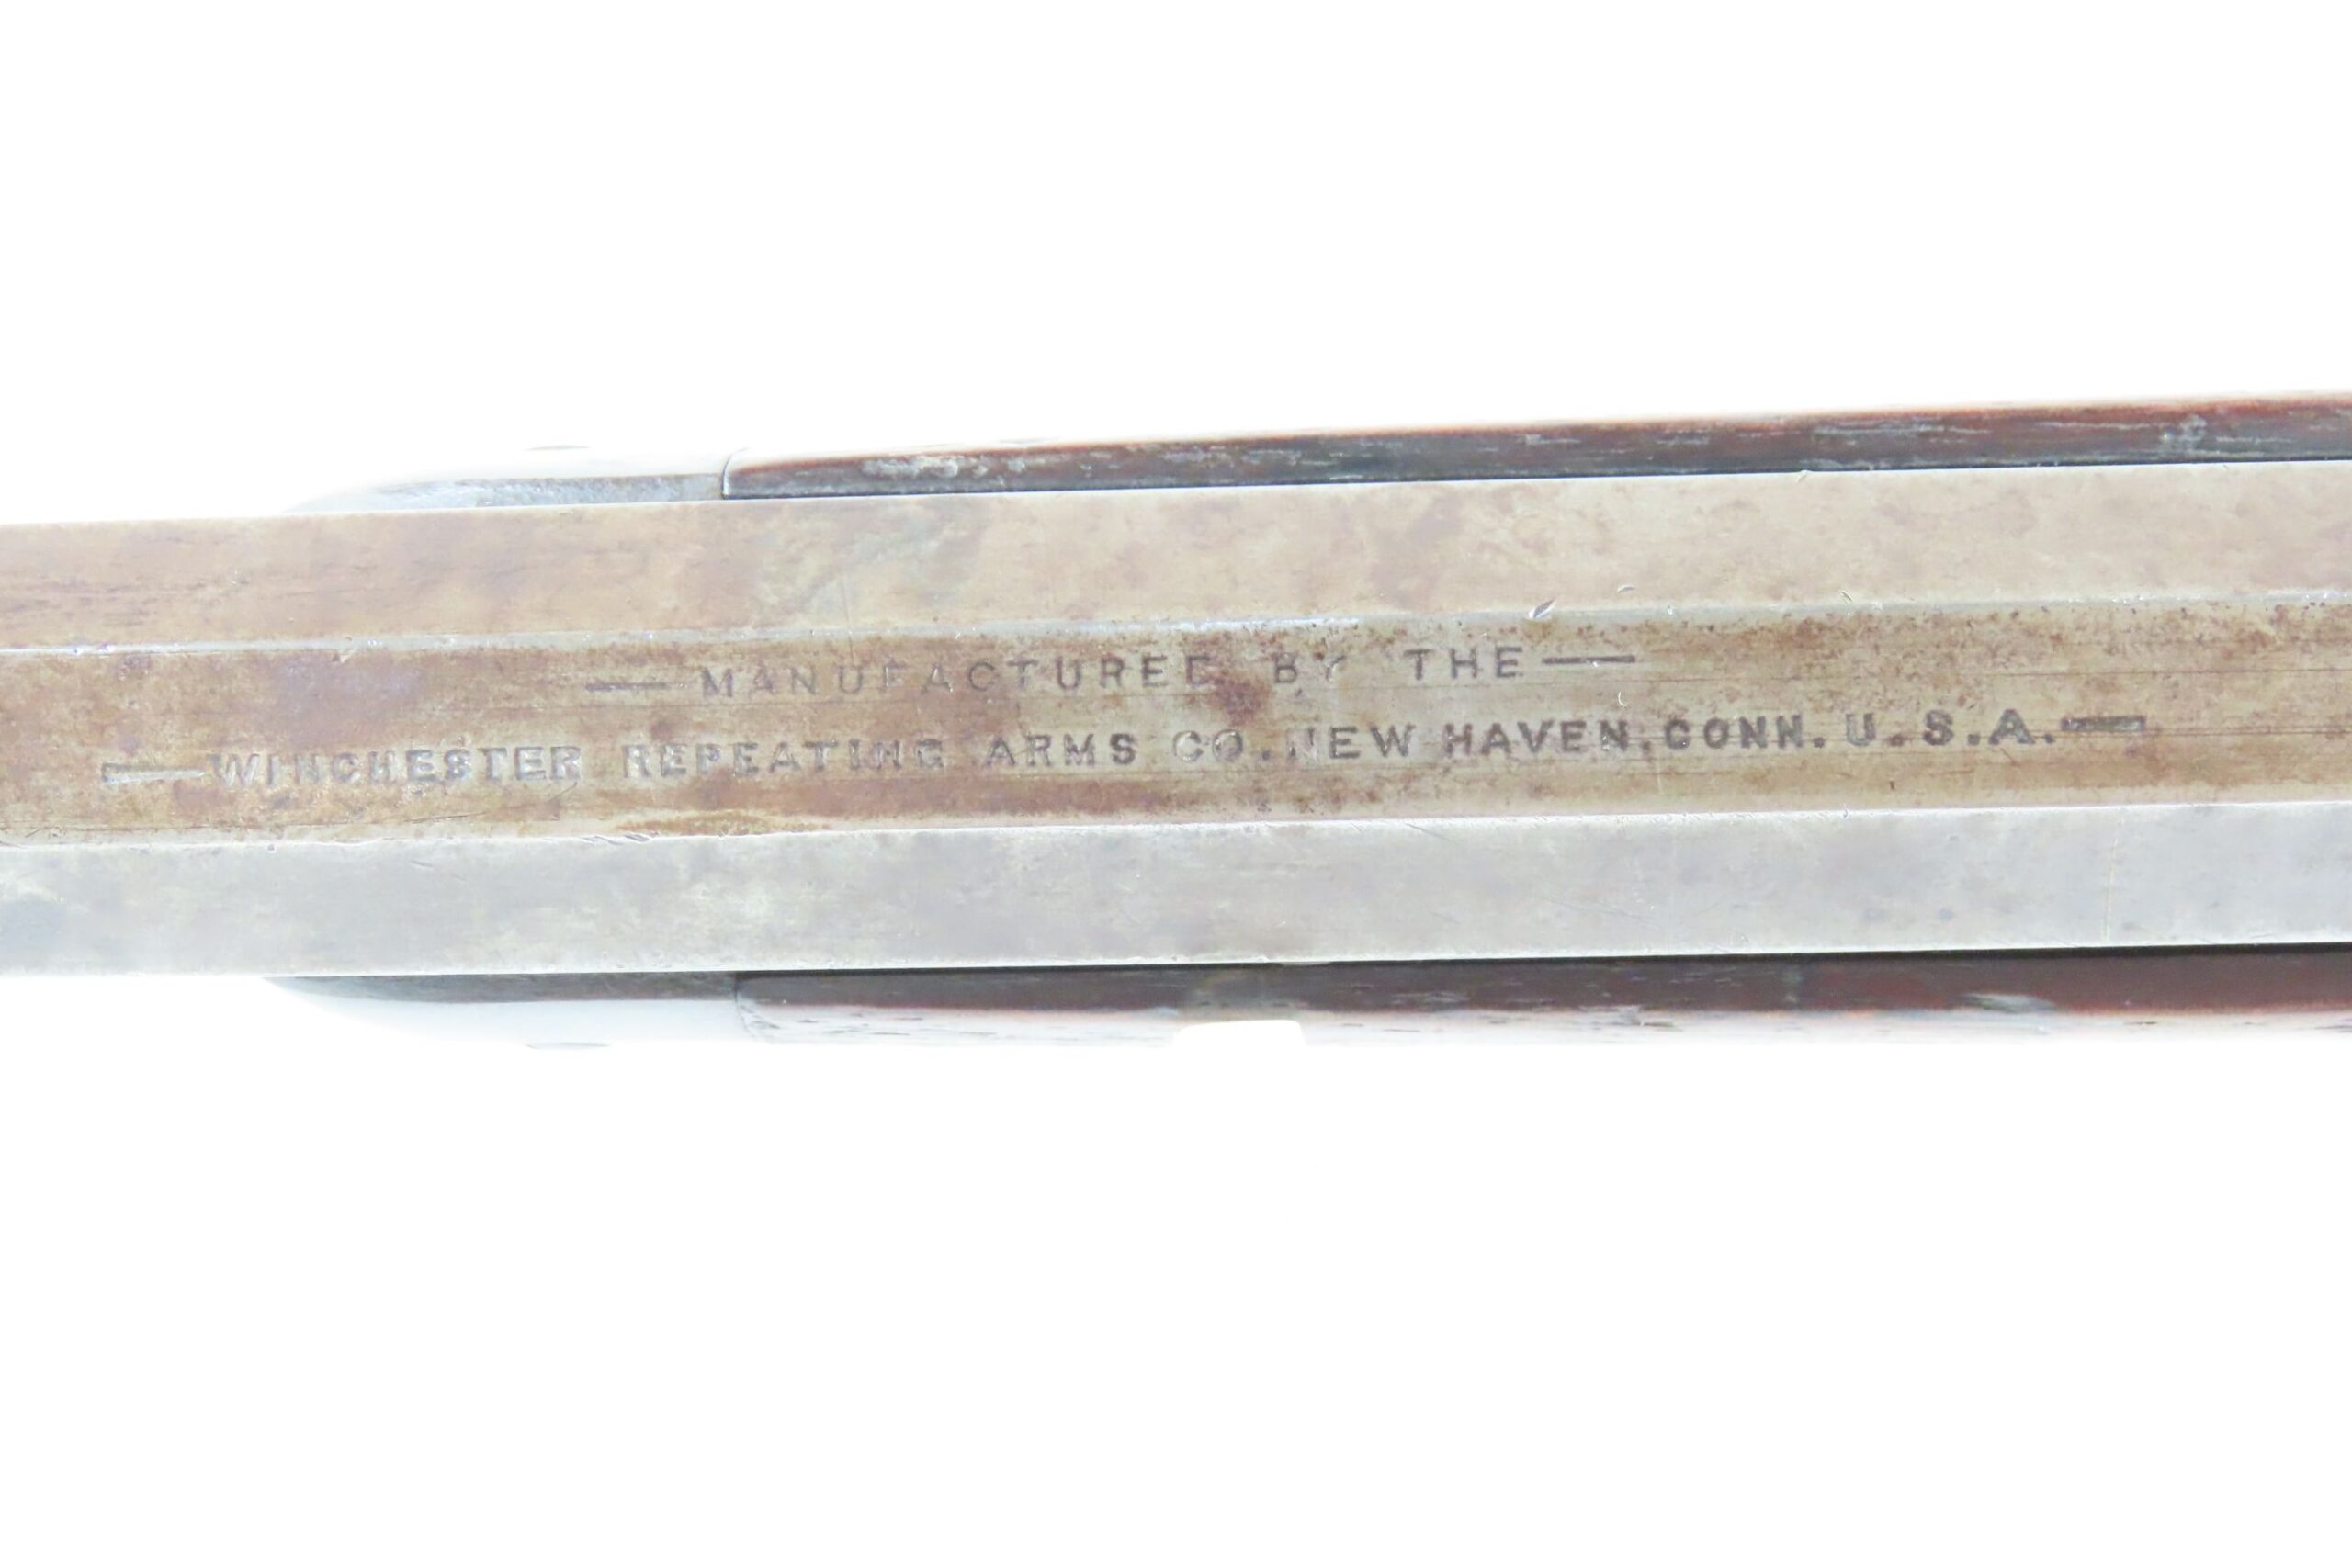 — MANUFACTURED BY THE —
— WINCHESTER REPEATING ARMS CO. NEW HAVEN. CONN. U.S.A. —